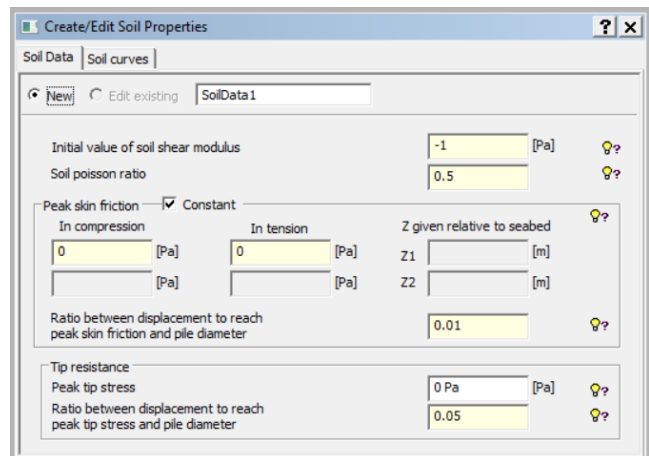 Create/Edit Soil Properties
Soil Data Soil curves
New Edit existing SoilData1
Initial value of soil shear modulus -1 [Pa]
Soil poisson ratio 0.5
Peak skin friction Constant
In compression In tension Z given relative to seabed
0 [Pa] 0 [Pa] Z1 [m]
[Pa] [Pa] Z2 [m]
Ratio between displacement to reach
peak skin friction and pile diameter 0.01
Tip resistance
Peak tip stress 0 Pa [Pa]
Ratio between displacement to reach
peak tip stress and pile diameter 0.05